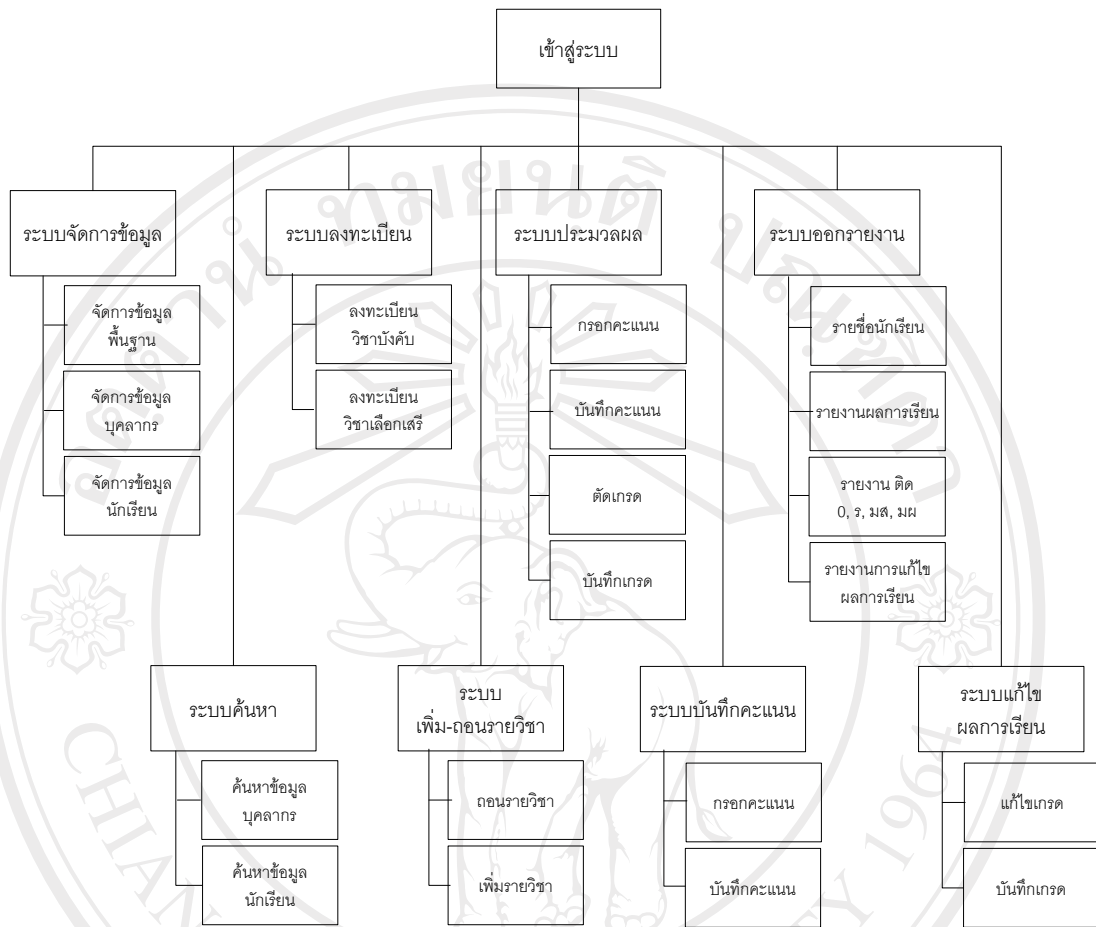 เข้าสู่ระบบ
ระบบจัดการข้อมูล
จัดการข้อมูล
พื้นฐาน
จัดการข้อมูล
บุคลากร
จัดการข้อมูล
นักเรียน
ระบบลงทะเบียน
ลงทะเบียน
วิชาบังคับ
ลงทะเบียน
วิชาเลือกเสรี
ระบบประมวลผล
กรอกคะแนน
บันทึกคะแนน
ตัดเกรด
บันทึกเกรด
ระบบออกรายงาน
รายชื่อนักเรียน
รายงานผลการเรียน
รายงาน ติด
0, ร, มส, มผ
รายงานการแก้ไข
ผลการเรียน
ระบบค้นหา
ค้นหาข้อมูล
บุคลากร
ค้นหาข้อมูล
นักเรียน
ระบบ
เพิ่ม-ถอนรายวิชา
ถอนรายวิชา
เพิ่มรายวิชา
ระบบบันทึกคะแนน
กรอกคะแนน
บันทึกคะแนน
ระบบแก้ไข
ผลการเรียน
แก้ไขเกรด
บันทึกเกรด
1964